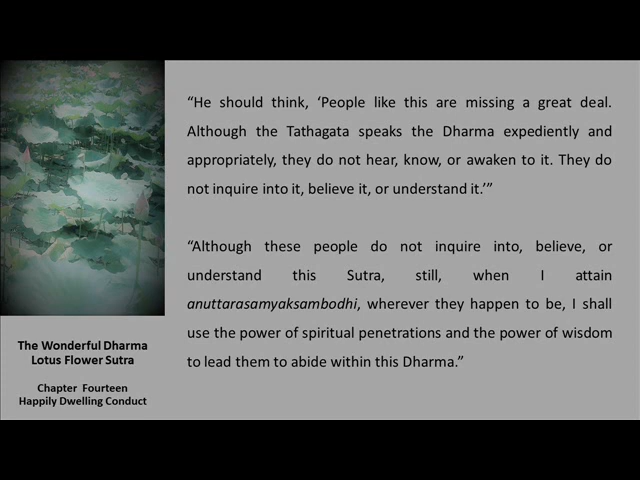 “He should think, ‘People like this are missing a great deal.
Although the Tathagata speaks the Dharma expediently and
appropriately, they do not hear, know, or awaken to it. They do
not inquire into it, believe it, or understand it.’”
“Although these people do not inquire into, believe, or
understand this Sutra, still, when I attain
anuttarasamyaksambodhi, wherever they happen to be, I shall
use the power of spiritual penetrations and the power of wisdom
to lead them to abide within this Dharma.”
The Wonderful Dharma
Lotus Flower Sutra
Chapter Fourteen
Happily Dwelling Conduct